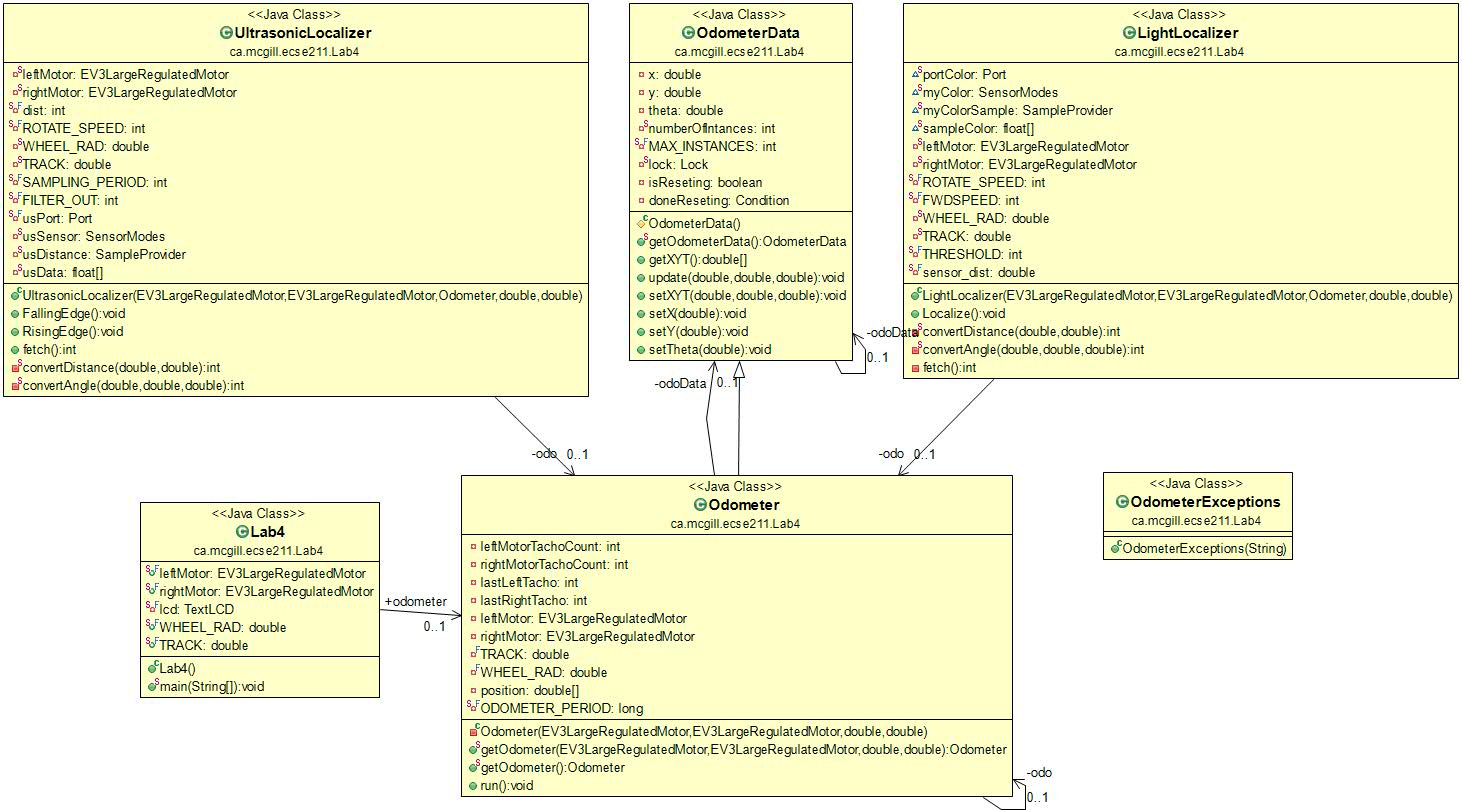 <<Java Class>>
UltrasonicLocalizer
ca.mcgill.ecse211.Lab4
leftMotor: EV3LargeRegulatedMotor
rightMotor: EV3LargeRegulatedMotor
dist: int
ROTATE_SPEED: int
WHEEL_RAD: double
TRACK: double
SAMPLING_PERIOD: int
FILTER_OUT: int
usPort: Port
usSensor: SensorModes
usDistance: SampleProvider
usData: float[]
UltrasonicLocalizer(EV3LargeRegulatedMotor,EV3LargeRegulatedMotor,Odometer,double,double)
FallingEdge():void
RisingEdge():void
fetch():int
convertDistance(double,double):int
convertAngle(double,double,double):int
<<Java Class>>
OdometerData
ca.mcgill.ecse211.Lab4
x: double
y: double
theta: double
numberOfIntances: int
MAX_INSTANCES: int
lock: Lock
isReseting: boolean
doneReseting: Condition
OdometerData()
getOdometerData():OdometerData
getXYT():double[]
update(double,double,double):void
setXYT(double,double,double):void
setX(double):void
setY(double):void
setTheta(double):void
-odoData
0..1
<<Java Class>>
LightLocalizer
ca.mcgill.ecse211.Lab4
portColor: Port
myColor: SensorModes
myColorSample: SampleProvider
sampleColor: float[]
leftMotor: EV3LargeRegulatedMotor
rightMotor: EV3LargeRegulatedMotor
ROTATE_SPEED: int
FWDSPEED: int
WHEEL_RAD: double
TRACK: double
THRESHOLD: int
sensor_dist: double
LightLocalizer(EV3LargeRegulatedMotor,EV3LargeRegulatedMotor,Odometer,double,double)
Localize():void
convertDistance(double,double):int
convertAngle(double,double,double):int
fetch():int
-odoData 0..1
-odo 0..1
-odo 0..1
<<Java Class>>
Lab4
ca.mcgill.ecse211.Lab4
leftMotor: EV3LargeRegulatedMotor
rightMotor: EV3LargeRegulatedMotor
lcd: TextLCD
WHEEL_RAD: double
TRACK: double
Lab4()
main(String[]):void
+odometer
0..1
<<Java Class>>
Odometer
ca.mcgill.ecse211.Lab4
leftMotorTachoCount: int
rightMotorTachoCount: int
lastLeftTacho: int
lastRightTacho: int
leftMotor: EV3LargeRegulatedMotor
rightMotor: EV3LargeRegulatedMotor
TRACK: double
WHEEL_RAD: double
position: double[]
ODOMETER_PERIOD: long
Odometer(EV3LargeRegulatedMotor,EV3LargeRegulatedMotor,double,double)
getOdometer(EV3LargeRegulatedMotor,EV3LargeRegulatedMotor,double,double):Odometer
getOdometer():Odometer
run():void
-odo
0..1
<<Java Class>>
OdometerExceptions
ca.mcgill.ecse211.Lab4
OdometerExceptions(String)